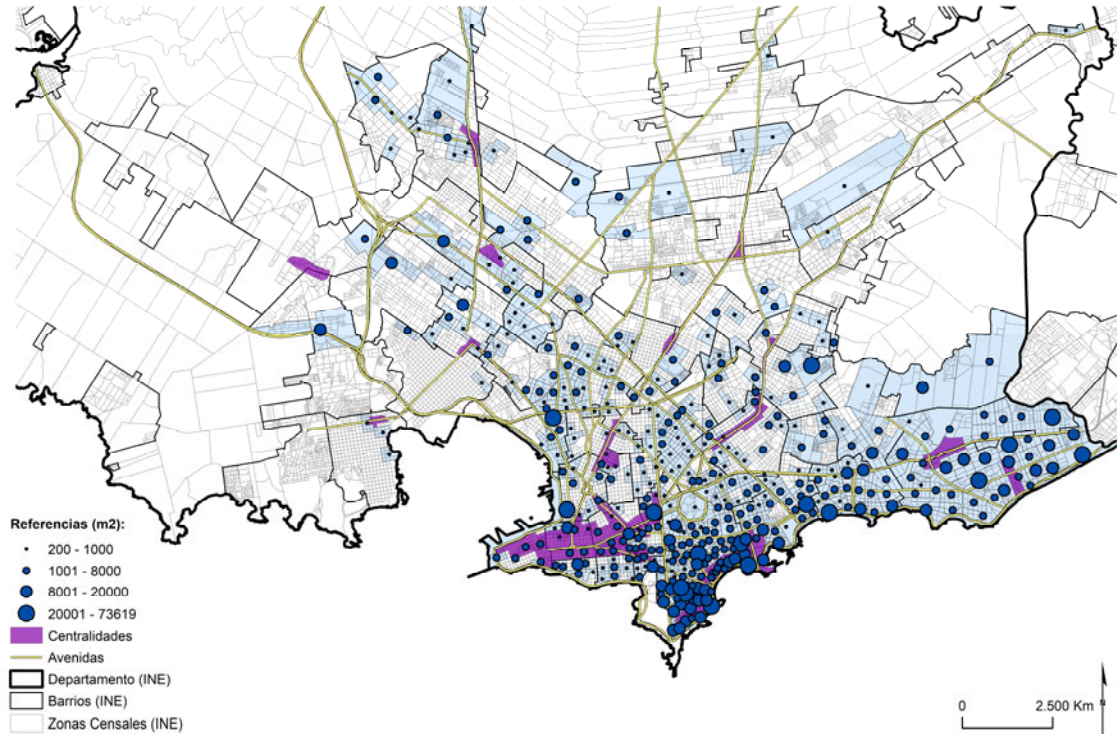 Referencias (m2):
200 - 1000
1001 - 8000
8001 - 20000
20001 - 73619
Centralidades
Avenidas
Departamento (INE)
Barrios (INE)
Zonas Censales (INE)
0 2.500 Km
N